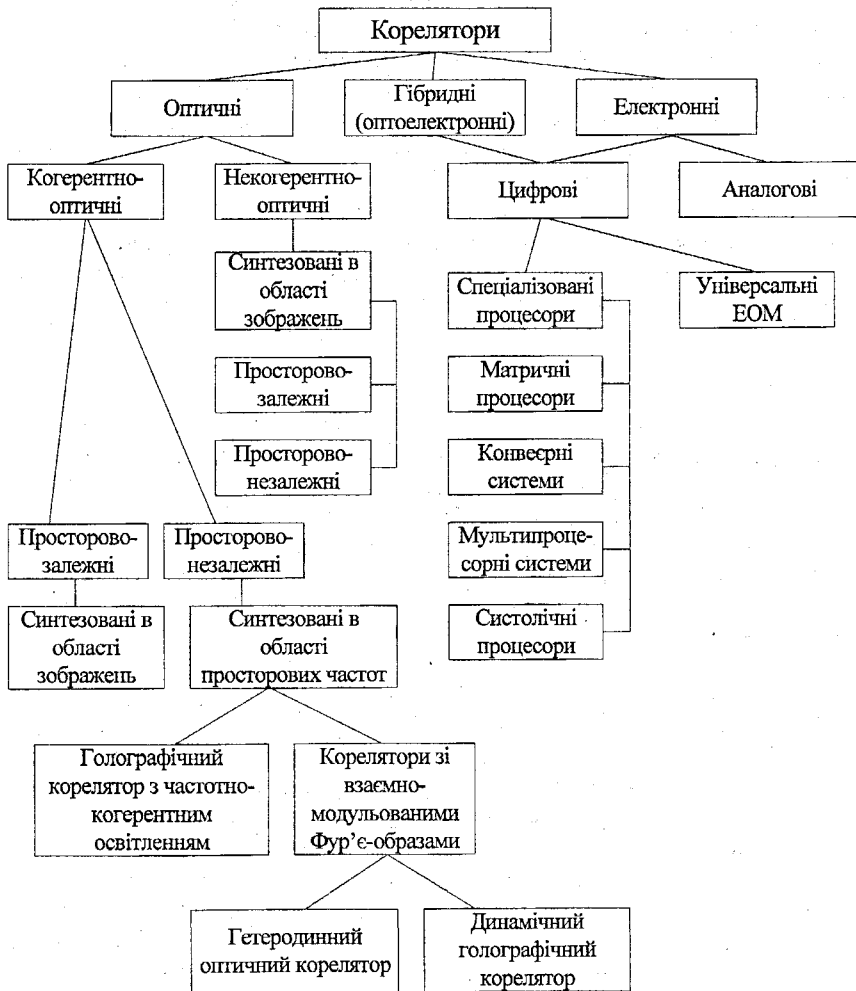 Корелятори
Оптичні
Гібридні
(оптоелектронні)
Електронні
Когерентно-
оптичні
Некогерентно-
оптичні
Цифрові
Аналогові
Синтезовані в
області
зображень
Спеціалізовані
процесори
Універсальні
ЕОМ
Просторово-
залежні
Матричні
процесори
Просторово-
незалежні
Конвеєрні
системи
Просторово-
залежні
Просторово-
незалежні
Мультипроце-
сорні системи
Синтезовані в
області
зображень
Синтезовані в
області
просторових частот
Систолічні
процесори
Голографічний
корелятор з частотно-
когерентним
освітленням
Корелятори зі
взаємно-
модульованими
Фур’є-образами
Гетеродинний
оптичний корелятор
Динамічний
голографічний
корелятор